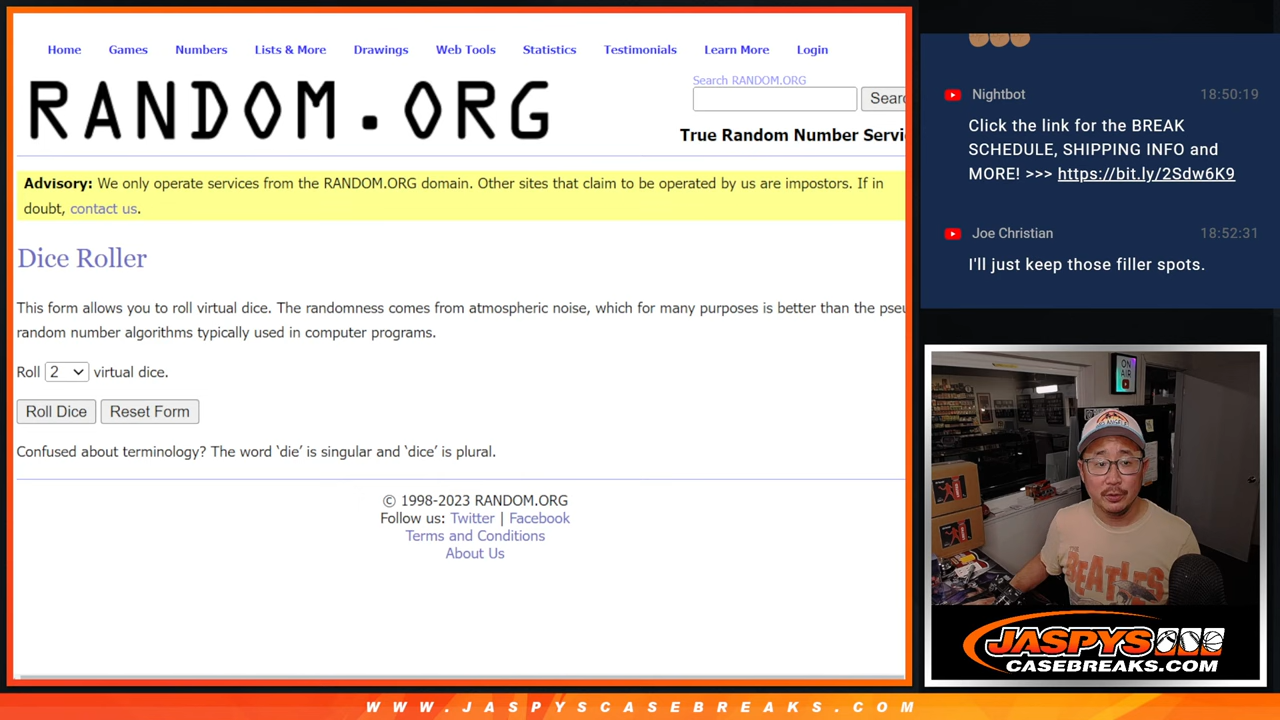 Home Games Numbers Lists & More Drawings Web Tools Statistics Testimonials Learn More Login
RANDOM.ORG
Search RANDOM.ORG
Searc
True Random Number Servi
Advisory: We only operate services from the RANDOM.ORG domain. Other sites that claim to be operated by us are impostors. If in
doubt, contact us.
Dice Roller
This form allows you to roll virtual dice. The randomness comes from atmospheric noise, which for many purposes is better than the pseu
random number algorithms typically used in computer programs.
Roll 2 virtual dice.
Roll Dice Reset Form
Confused about terminology? The word ‘die’ is singular and ‘dice’ is plural.
© 1998-2023 RANDOM.ORG
Follow us: Twitter | Facebook
Terms and Conditions
About Us
Nightbot 18:50:19
Click the link for the BREAK
SCHEDULE, SHIPPING INFO and
MORE! >>> https://bit.ly/2Sdw6K9
Joe Christian 18:52:31
I'll just keep those filler spots.
ON
AIR
BEATLES
JASPYS
CASEBREAKS.COM
WWW.JASPYSCASEBREAKS.COM